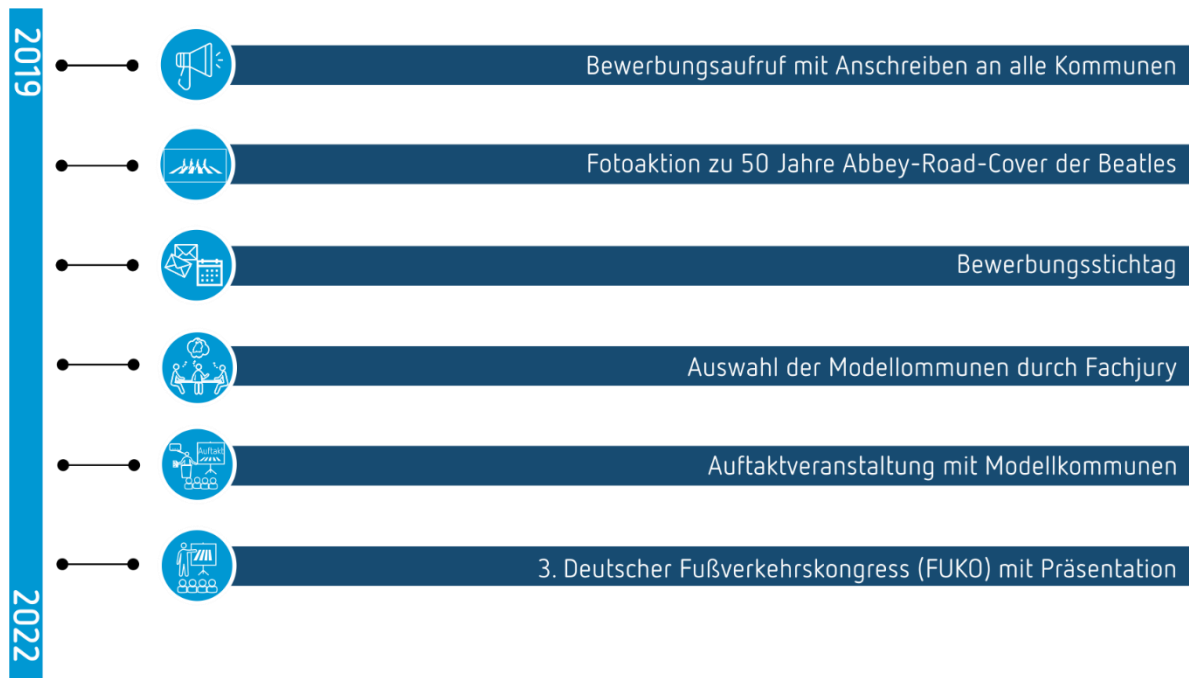 2019
Bewerbungsaufruf mit Anschreiben an alle Kommunen
Fotoaktion zu 50 Jahre Abbey-Road-Cover der Beatles
Bewerbungsstichtag
Auswahl der Modellommunen durch Fachjury
Auftakt
Auftaktveranstaltung mit Modellkommunen
3. Deutscher Fußverkehrskongress (FUKO) mit Präsentation
2022